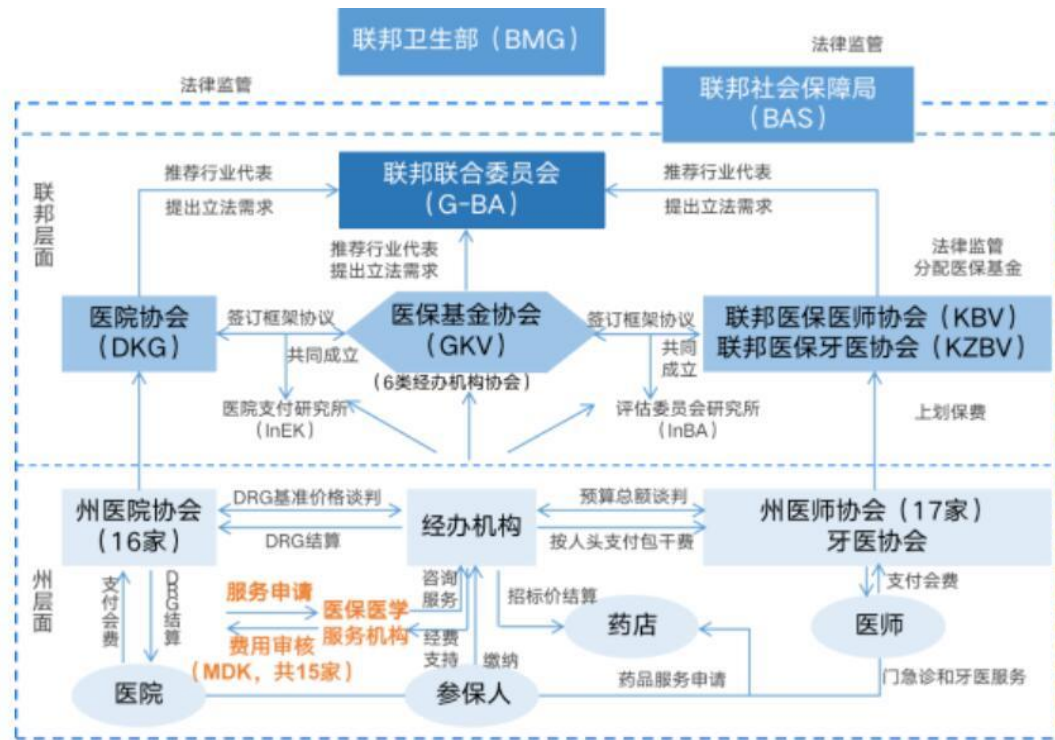 联邦卫生部（BMG）
法律监管
法律监管
联邦社会保障局
（BAS）
联邦层面
推荐行业代表
提出立法需求
联邦联合委员会
（G-BA）
推荐行业代表
提出立法需求
推荐行业代表
提出立法需求
法律监管
分配医保基金
医院协会
（DKG）
签订框架协议
共同成立
医保基金协会
（GKV）
（6类经办机构协会）
签订框架协议
共同
成立
联邦医保医师协会（KBV）
联邦医保牙医协会（KZBV）
医院支付研究所
（InEK）
评估委员会研究所
（InBA）
上划保费
州层面
州医院协会
（16家）
DRG基准价格谈判
DRG结算
经办机构
预算总额谈判
按人头支付包干费
州医师协会（17家）
牙医协会
支付会费
DRG结算
服务申请
费用审核
医保医学
服务机构
（MDK，共15家）
咨询
服务
经费
支持
缴纳
招标价结算
药店
支付会费
医师
医院
参保人
药品服务申请
门急诊和牙医服务